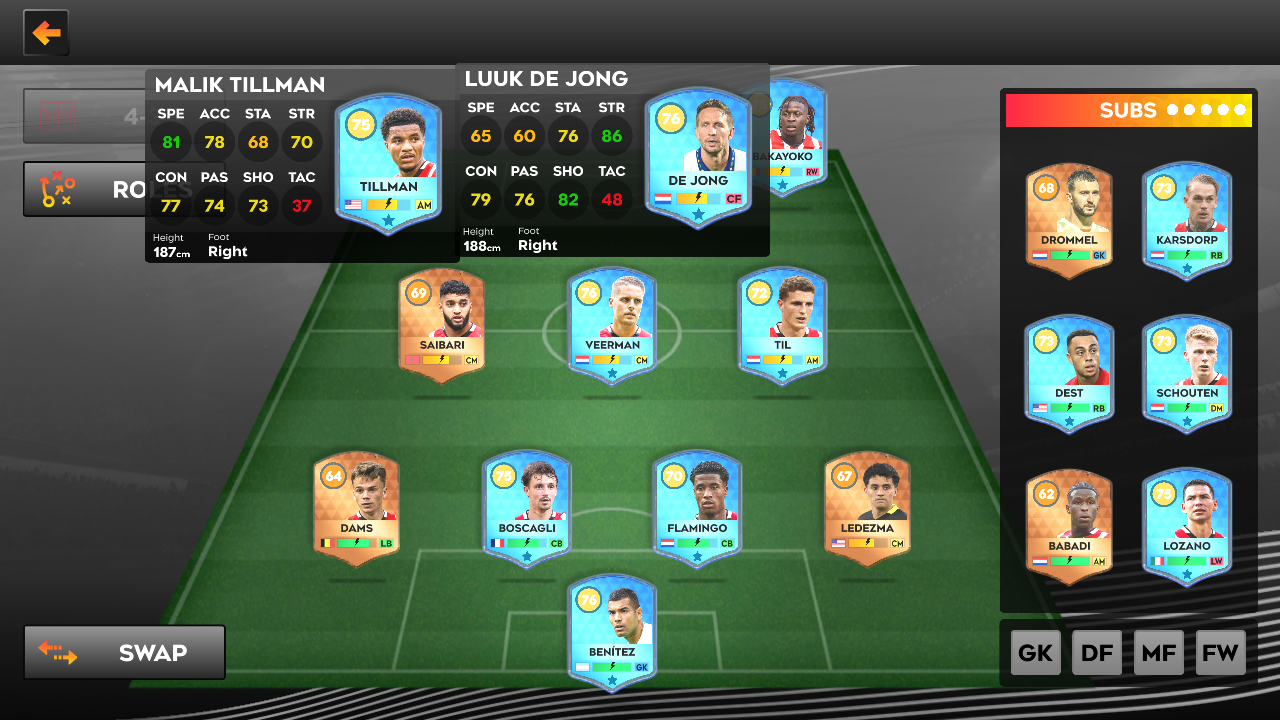 MALIK TILLMAN
SPE ACC STA STR
81 78 68 70
CON PAS SHO TAC
77 74 73 37
Height Foot
187cm Right
75
TILLMAN
AM
LUUK DE JONG
SPE ACC STA STR
65 60 76 86
CON PAS SHO TAC
79 76 82 48
Height Foot
188cm Right
76
DE JONG
CF
BAKAYOKO
RW
4-
ROLES
SUBS
69
SAIBARI
CM
76
VEERMAN
CM
72
TIL
AM
64
DAMS
LB
75
BOSCAGLI
CB
70
FLAMINGO
CB
67
LEDEZMA
CM
76
BENÍTEZ
GK
68
DROMMEL
GK
73
KARSDORP
RB
73
DEST
RB
73
SCHOUTEN
DM
62
BABADI
AM
75
LOZANO
LW
SWAP
GK DF MF FW